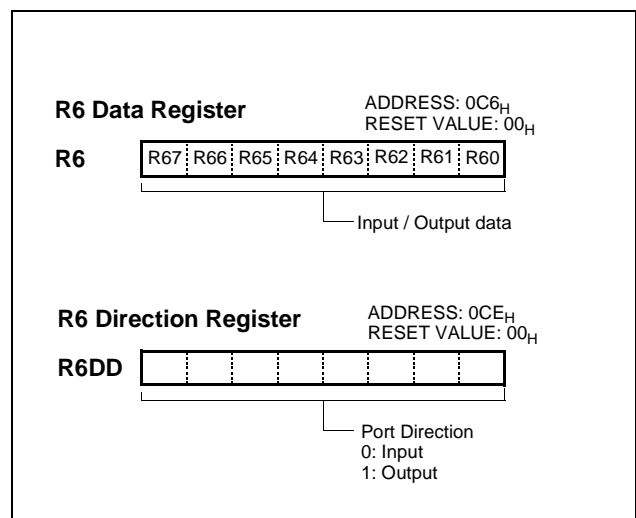 R6 Data Register
ADDRESS: 0C6H
RESET VALUE: 00H
R6
R67 R66 R65 R64 R63 R62 R61 R60
Input / Output data
R6 Direction Register
ADDRESS: 0CEH
RESET VALUE: 00H
R6DD
Port Direction
0: Input
1: Output